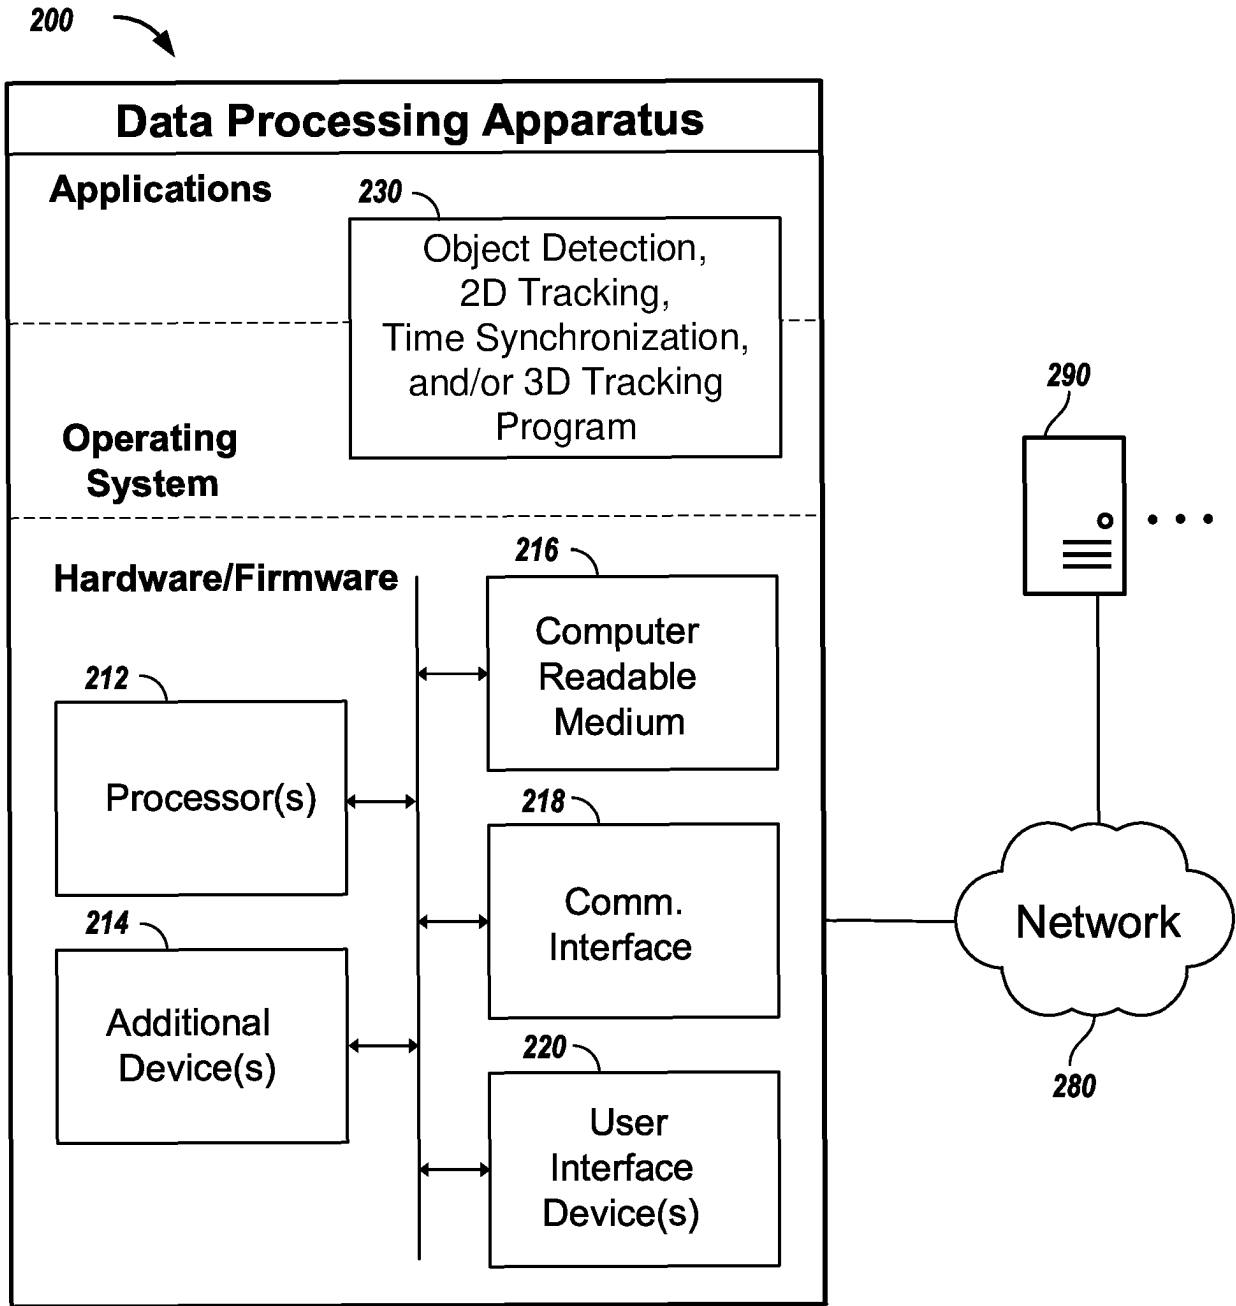 200
Data Processing Apparatus
Applications
230
Object Detection,
2D Tracking,
Time Synchronization,
and/or 3D Tracking
Program
Operating
System
Hardware/Firmware
216
Computer
Readable
Medium
212
Processor(s)
218
Comm.
Interface
214
Additional
Device(s)
220
User
Interface
Device(s)
290
Network
280